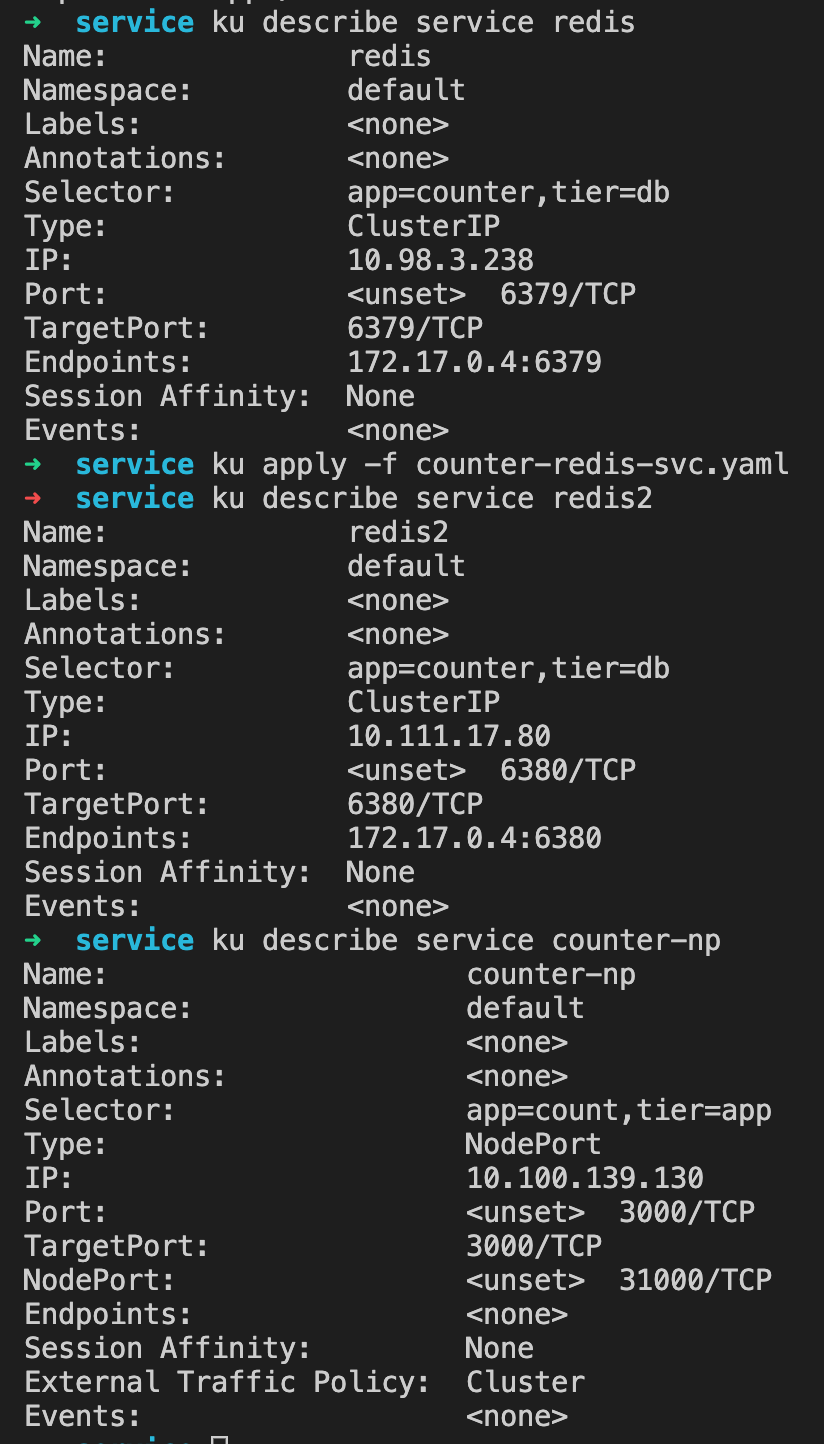 ➜  service ku describe service redis
Name:              redis
Namespace:         default
Labels:            <none>
Annotations:       <none>
Selector:          app=counter,tier=db
Type:              ClusterIP
IP:                10.98.3.238
Port:              <unset>  6379/TCP
TargetPort:        6379/TCP
Endpoints:         172.17.0.4:6379
Session Affinity:  None
Events:            <none>
➜  service ku apply -f counter-redis-svc.yaml
➜  service ku describe service redis2
Name:              redis2
Namespace:         default
Labels:            <none>
Annotations:       <none>
Selector:          app=counter,tier=db
Type:              ClusterIP
IP:                10.111.17.80
Port:              <unset>  6380/TCP
TargetPort:        6380/TCP
Endpoints:         172.17.0.4:6380
Session Affinity:  None
Events:            <none>
➜  service ku describe service counter-np
Name:                     counter-np
Namespace:                default
Labels:                   <none>
Annotations:              <none>
Selector:                 app=count,tier=app
Type:                     NodePort
IP:                       10.100.139.130
Port:                     <unset>  3000/TCP
TargetPort:               3000/TCP
NodePort:                 <unset>  31000/TCP
Endpoints:                <none>
Session Affinity:         None
External Traffic Policy:  Cluster
Events:                   <none>